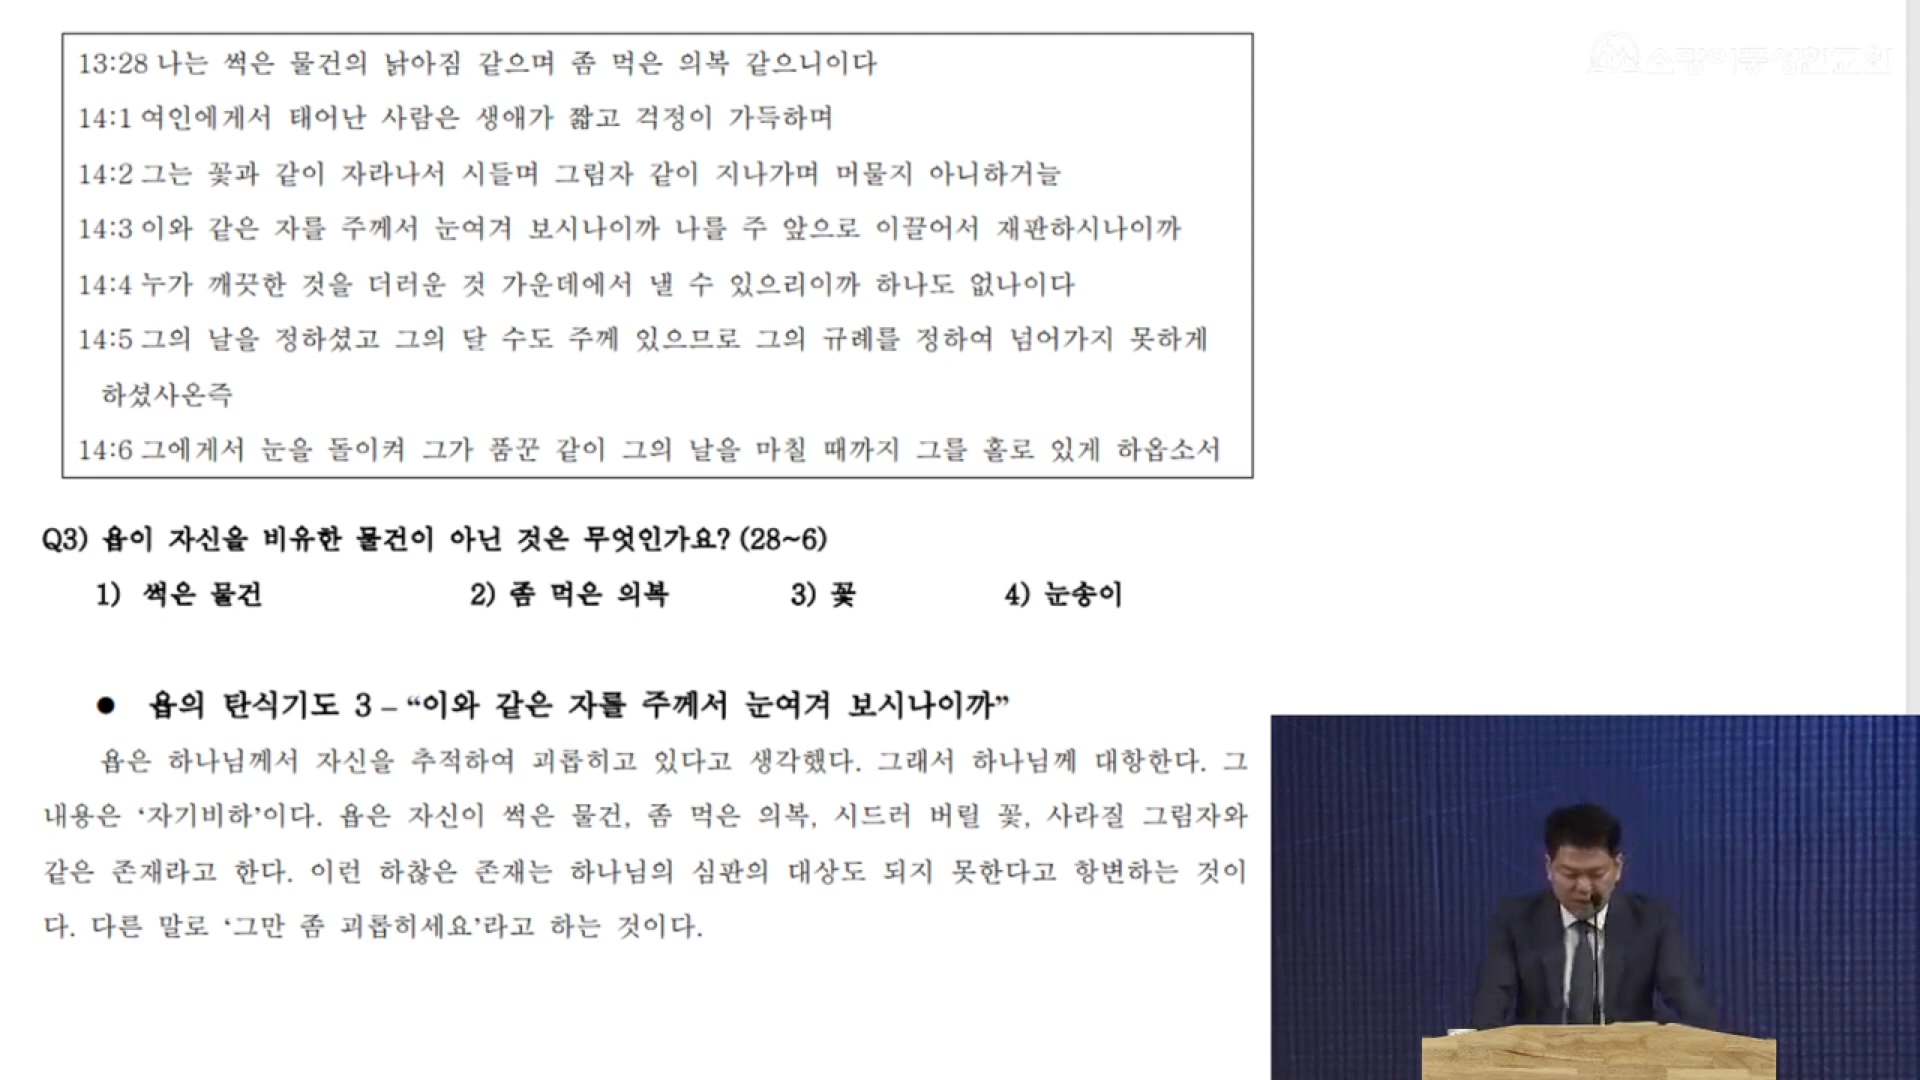 소망이룸성한교회
13:28 나는 썩은 물건의 낡아짐 같으며 좀 먹은 의복 같으니이다
14:1 여인에게서 태어난 사람은 생애가 짧고 걱정이 가득하며
14:2 그는 꽃과 같이 자라나서 시들며 그림자 같이 지나가며 머물지 아니하거늘
14:3 이와 같은 자를 주께서 눈여겨 보시나이까 나를 주 앞으로 이끌어서 재판하시나이까
14:4 누가 깨끗한 것을 더러운 것 가운데에서 낼 수 있으리이까 하나도 없나이다
14:5 그의 날을 정하셨고 그의 달 수도 주께 있으므로 그의 규례를 정하여 넘어가지 못하게
하셨사온즉
14:6 그에게서 눈을 돌이켜 그가 품꾼 같이 그의 날을 마칠 때까지 그를 홀로 있게 하옵소서
Q3) 욥이 자신을 비유한 물건이 아닌 것은 무엇인가요? (28~6)
1) 썩은 물건 2) 좀 먹은 의복 3) 꽃 4) 눈송이
● 욥의 탄식기도 3 – “이와 같은 자를 주께서 눈여겨 보시나이까”
욥은 하나님께서 자신을 추적하여 괴롭히고 있다고 생각했다. 그래서 하나님께 대항한다. 그
내용은 ‘자기비하’이다. 욥은 자신이 썩은 물건, 좀 먹은 의복, 시드러 버릴 꽃, 사라질 그림자와
같은 존재라고 한다. 이런 하찮은 존재는 하나님의 심판의 대상도 되지 못한다고 항변하는 것이
다. 다른 말로 ‘그만 좀 괴롭히세요’라고 하는 것이다.